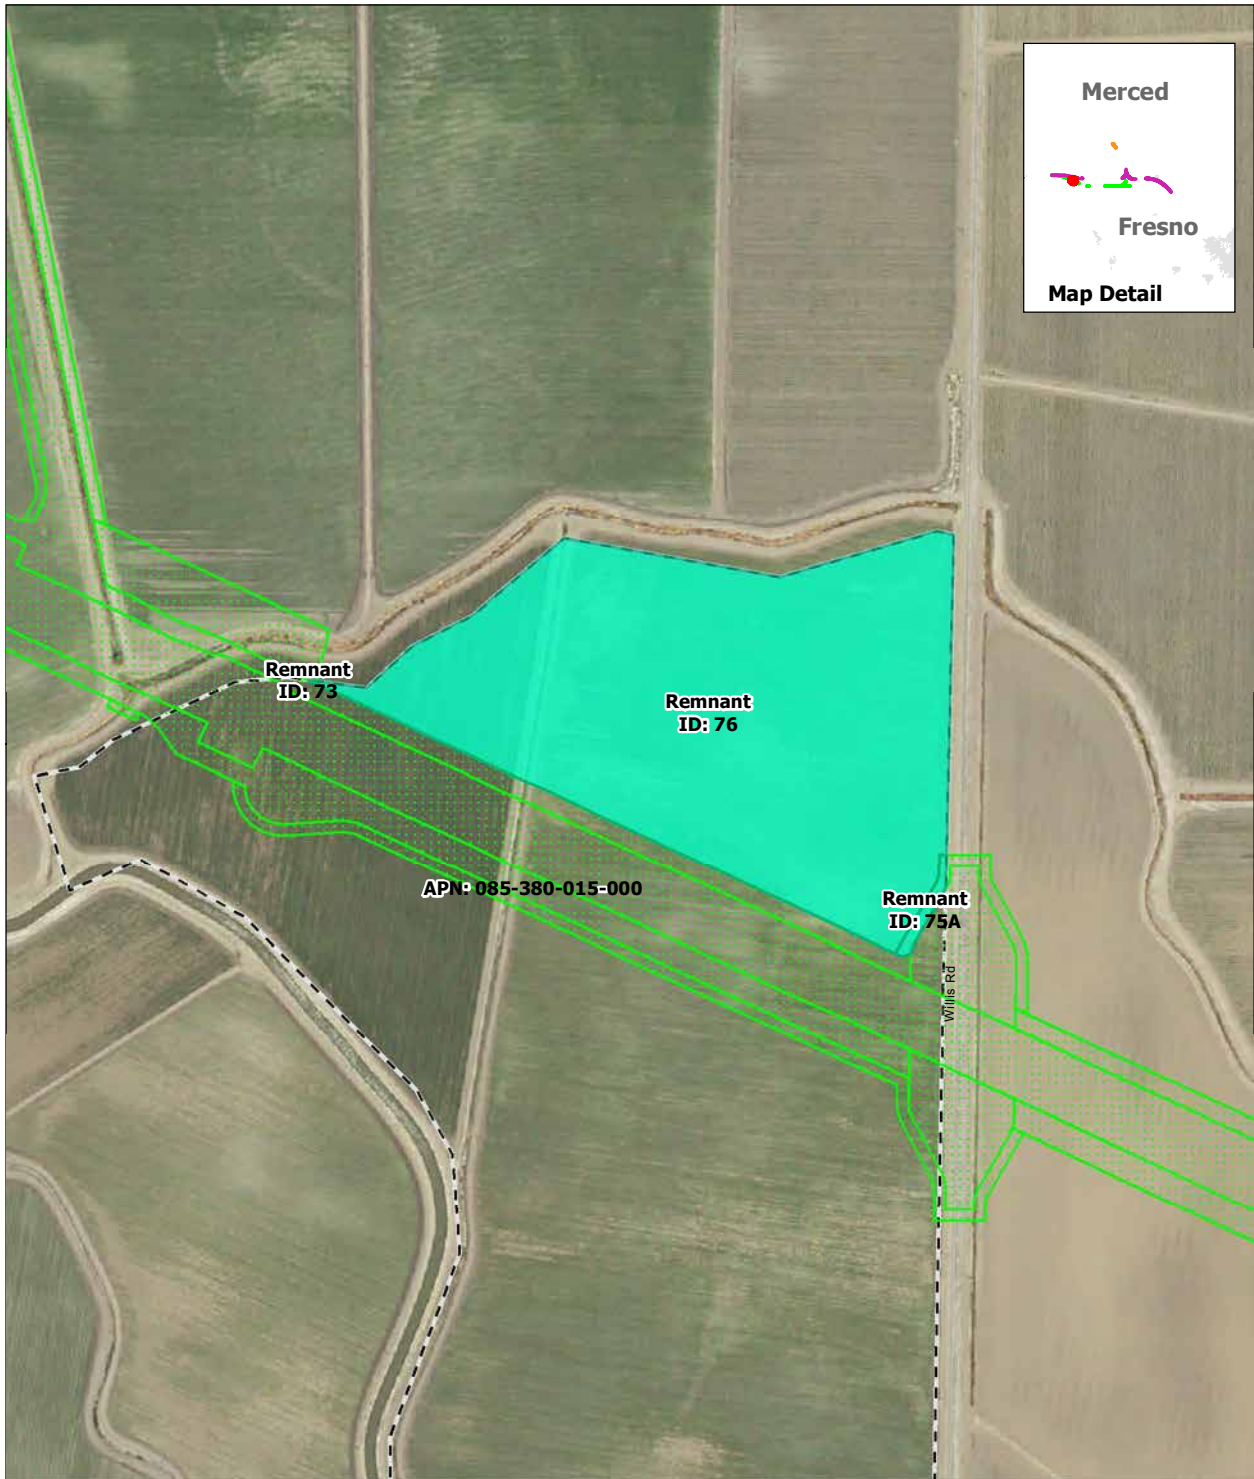 Merced
Fresno
Map Detail
Remnant
ID: 73
Remnant
ID: 76
APN: 085-380-015-000
Remnant
ID: 75A
Willis Rd